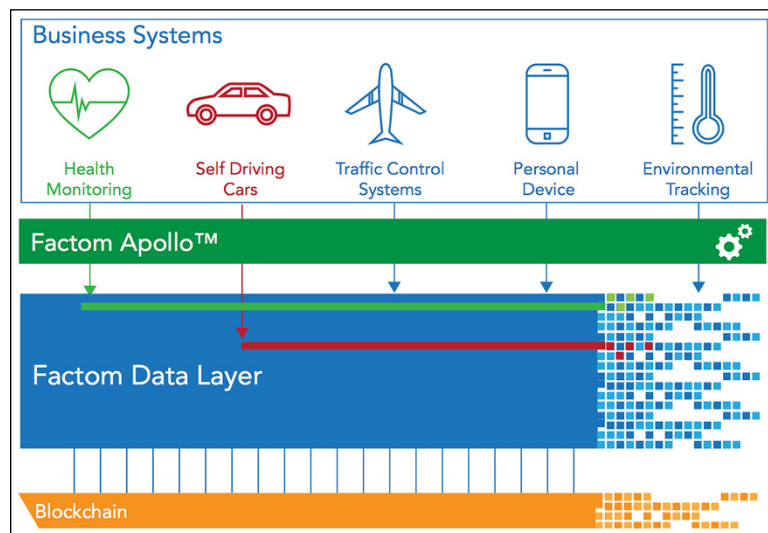 Business Systems
Health
Monitoring
Self Driving
Cars
Traffic Control
Systems
Personal
Device
Environmental
Tracking
Factom Apollo™
Factom Data Layer
Blockchain